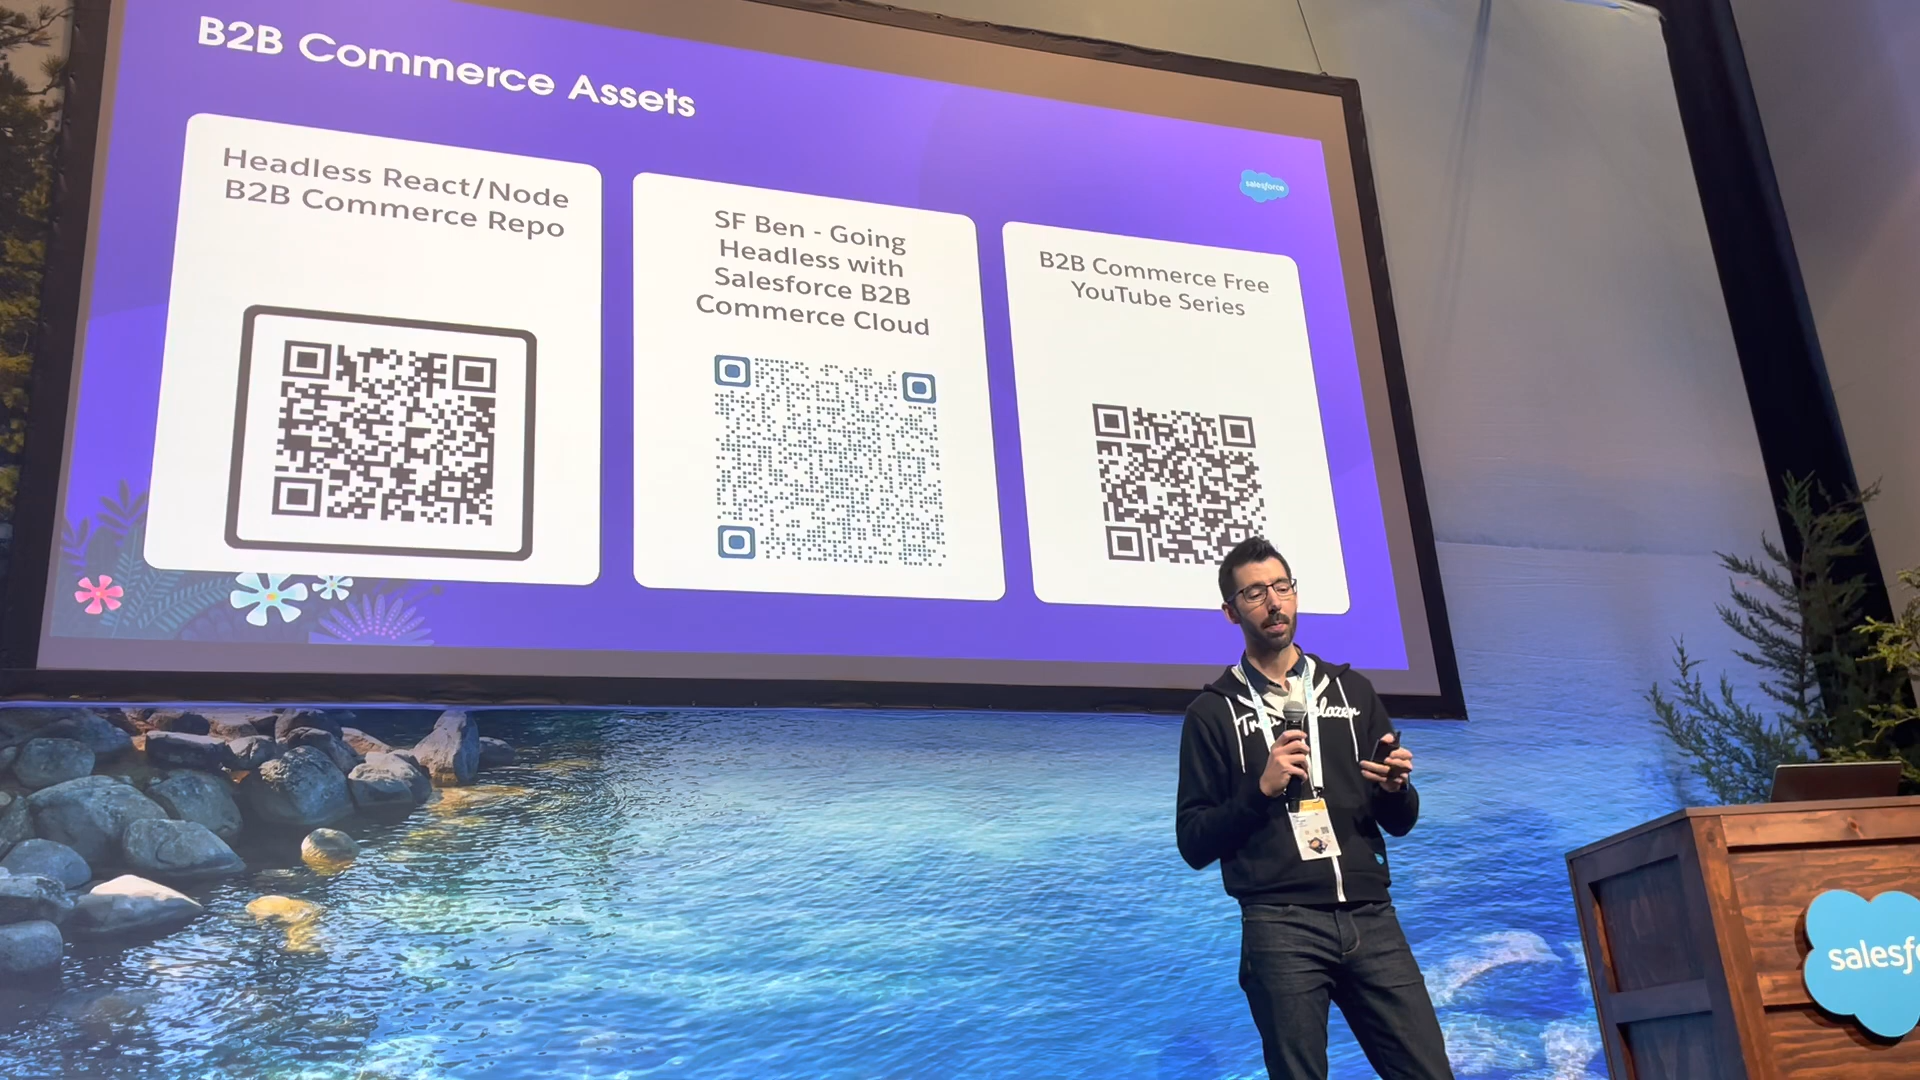 B2B Commerce Assets
Headless React/Node
B2B Commerce Repo
SF Ben - Going
Headless with
Salesforce B2B
Commerce Cloud
B2B Commerce Free
YouTube Series
salesforce
salesfo